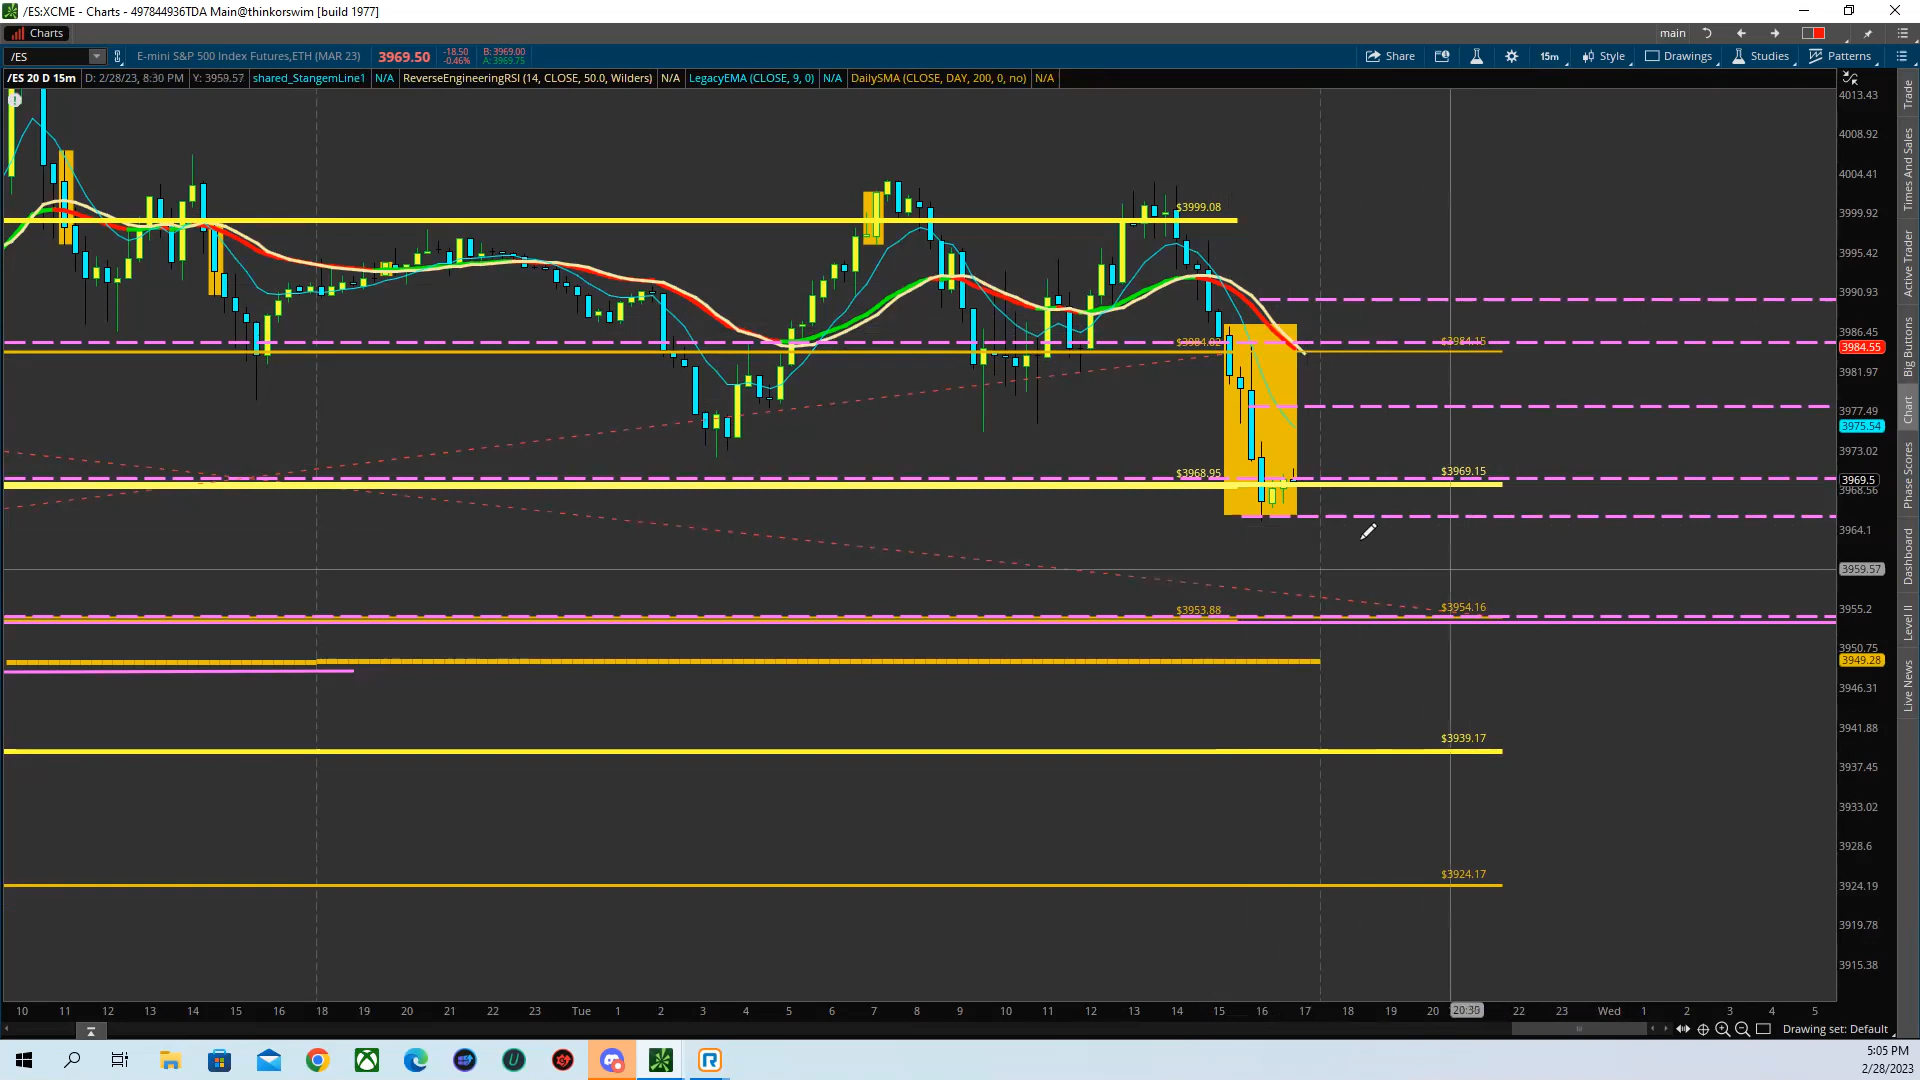 /ES:XCME - Charts - 497844936TDA Main@thinkorswim [build 1977]
Charts
main
/ES
E-mini S&P 500 Index Futures,ETH (MAR 23)
3969.50
-18.50
-0.46%
B: 3969.00
A: 3969.75
Share
15m
Style
Drawings
Studies
Patterns
/ES 20 D 15m
D: 2/28/23, 8:30 PM
Y: 3959.57
shared_StangemLine1
N/A
ReverseEngineeringRSI (14, CLOSE, 50.0, Wilders)
N/A
LegacyEMA (CLOSE, 9, 0)
N/A
DailySMA (CLOSE, DAY, 200, 0, no)
N/A
4013.43
4008.92
4004.41
3999.92
3995.42
3990.93
3986.45
3984.55
3981.97
3977.49
3975.54
3973.02
3969.5
3968.56
3964.1
3959.57
3955.2
3950.75
3949.28
3946.31
3941.88
3937.45
3933.02
3928.6
3924.19
3919.78
3915.38
$3999.08
$3984.02
$3984.15
$3968.95
$3969.15
$3953.88
$3954.16
$3939.17
$3924.17
Trade
Times And Sales
Active Trader
Big Buttons
Chart
Phase Scores
Dashboard
Level II
Live News
10 11 12 13 14 15 16 17 18 19 20 21 22 23 Tue 1 2 3 4 5 6 7 8 9 10 11 12 13 14 15 16 17 18 19 20 20:30 22 23 Wed 1 2 3 4 5
Drawing set: Default
5:05 PM
2/28/2023